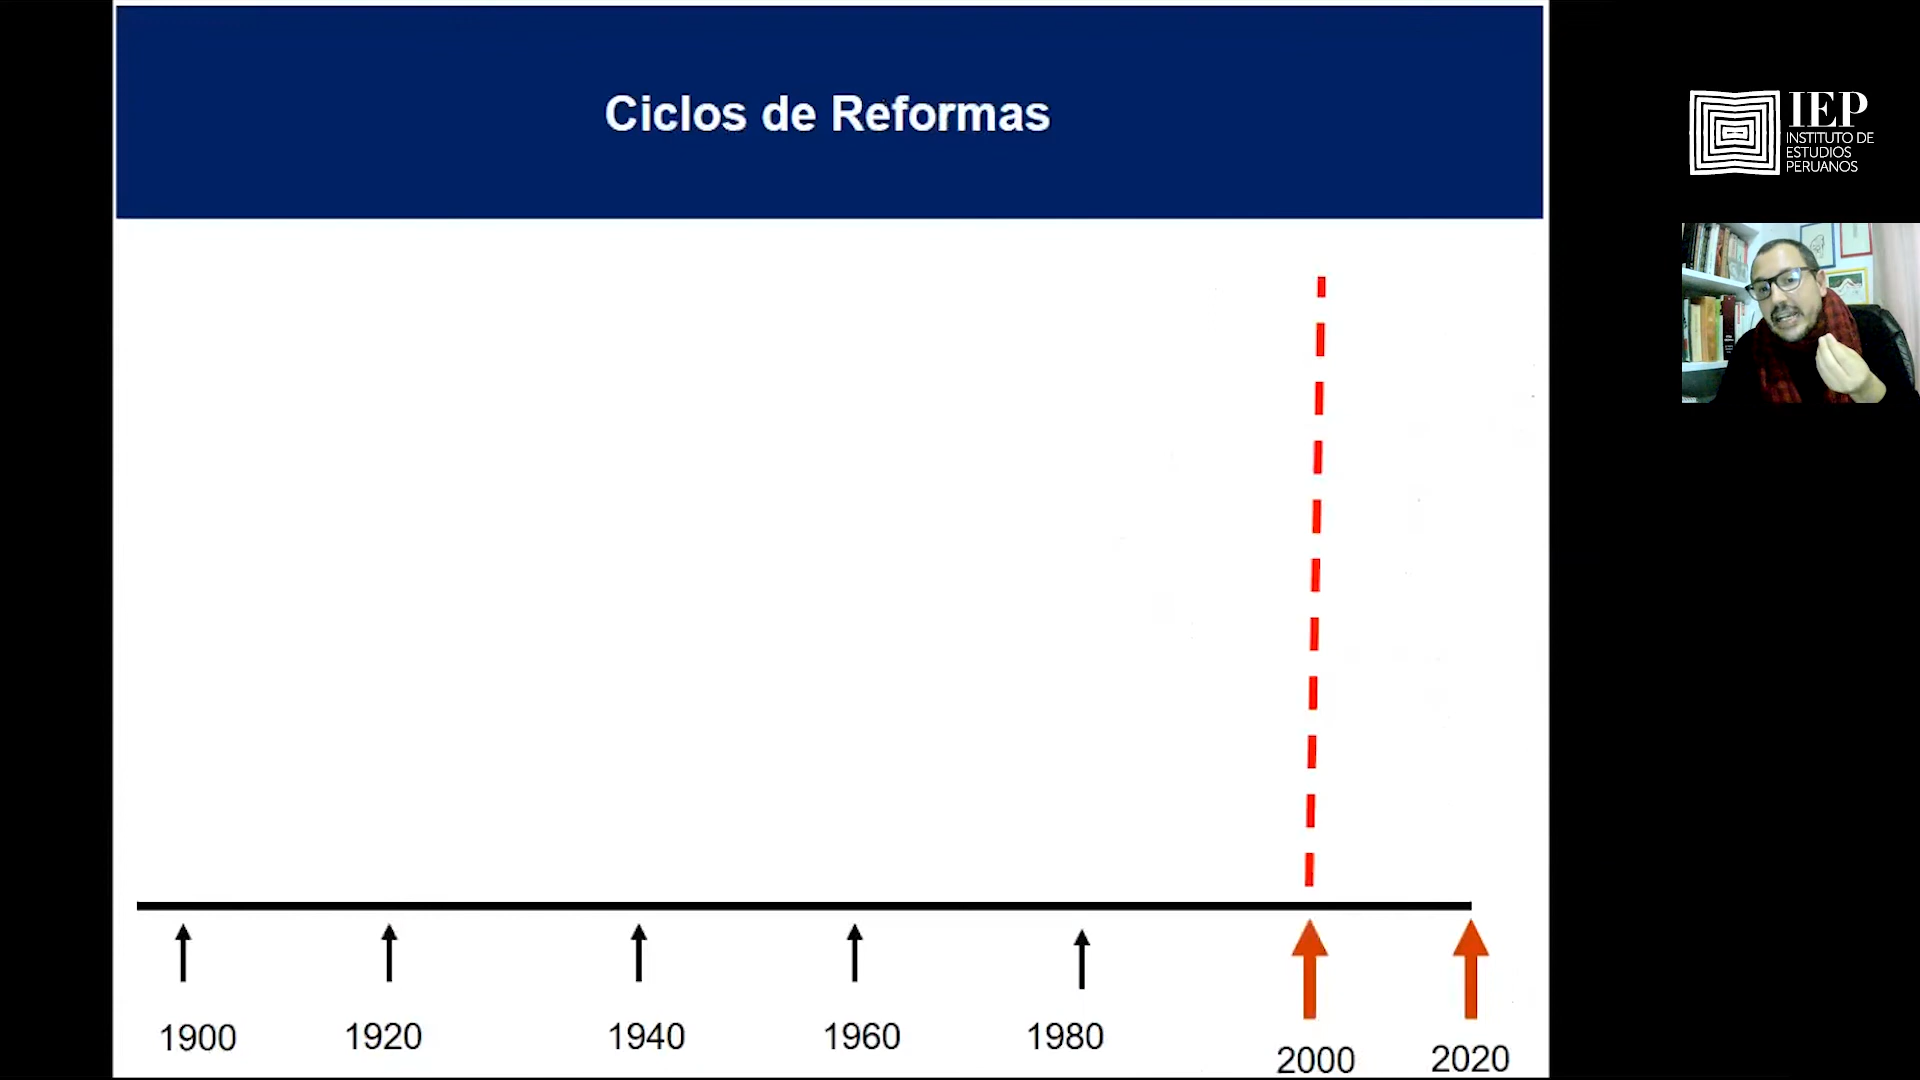 Ciclos de Reformas
IEP
INSTITUTO DE
ESTUDIOS
PERUANOS
1900
1920
1940
1960
1980
2000
2020